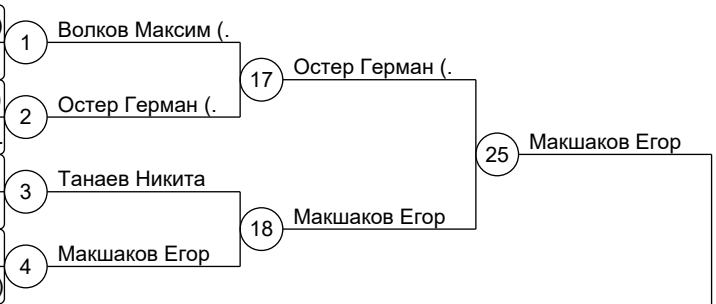 Волков Максим (.
1
Остер Герман (.
17
Остер Герман (.
2
Макшаков Егор
25
Танаев Никита
3
Макшаков Егор
18
Макшаков Егор
4